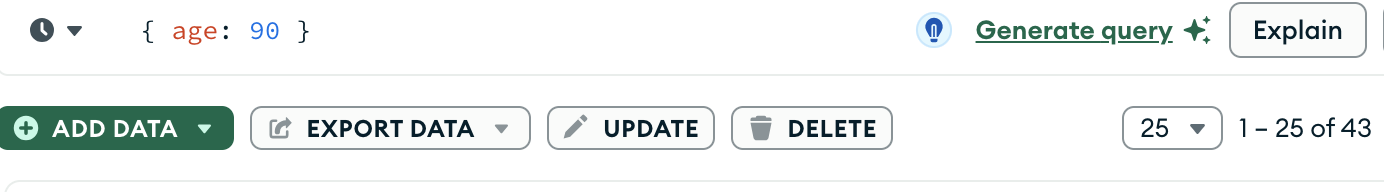 { age: 90 } Generate query Explain
ADD DATA EXPORT DATA UPDATE DELETE 25 1 – 25 of 43